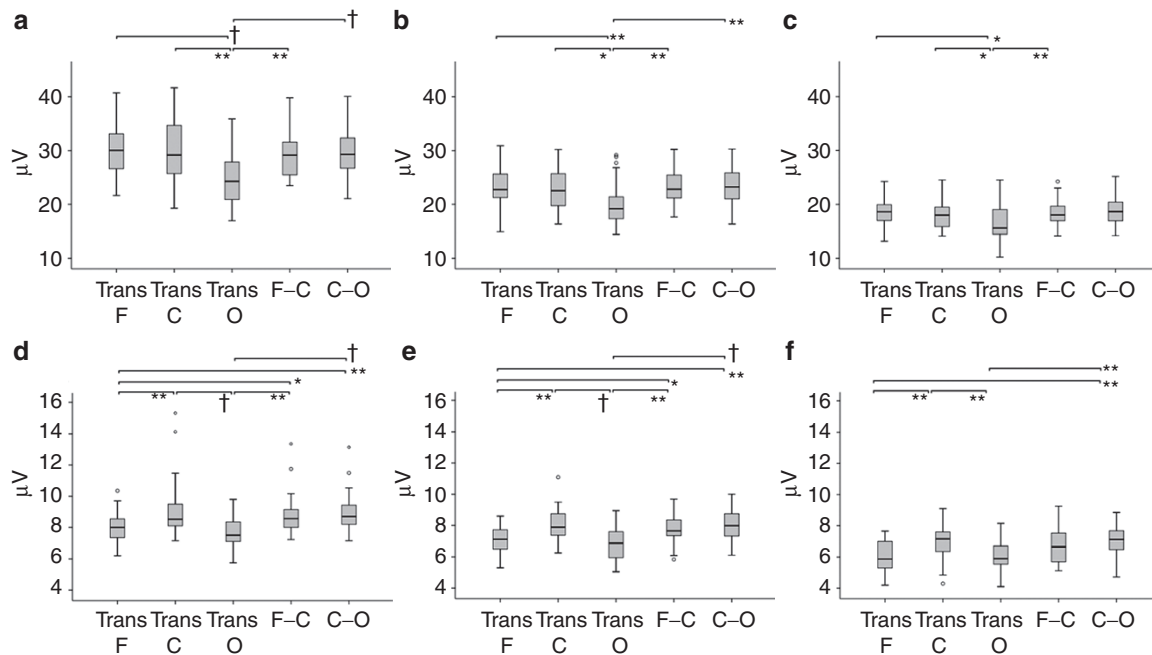 a
†
†
** **
μV
40
30
20
10
Trans Trans Trans F–C C–O
F C O
b
**
**
* **
μV
40
30
20
10
Trans Trans Trans F–C C–O
F C O
c
*
* **
μV
40
30
20
10
Trans Trans Trans F–C C–O
F C O
d
†
**
*
** † **
μV
16
14
12
10
8
6
4
Trans Trans Trans F–C C–O
F C O
e
†
**
*
** † **
μV
16
14
12
10
8
6
4
Trans Trans Trans F–C C–O
F C O
f
**
**
** **
μV
16
14
12
10
8
6
4
Trans Trans Trans F–C C–O
F C O